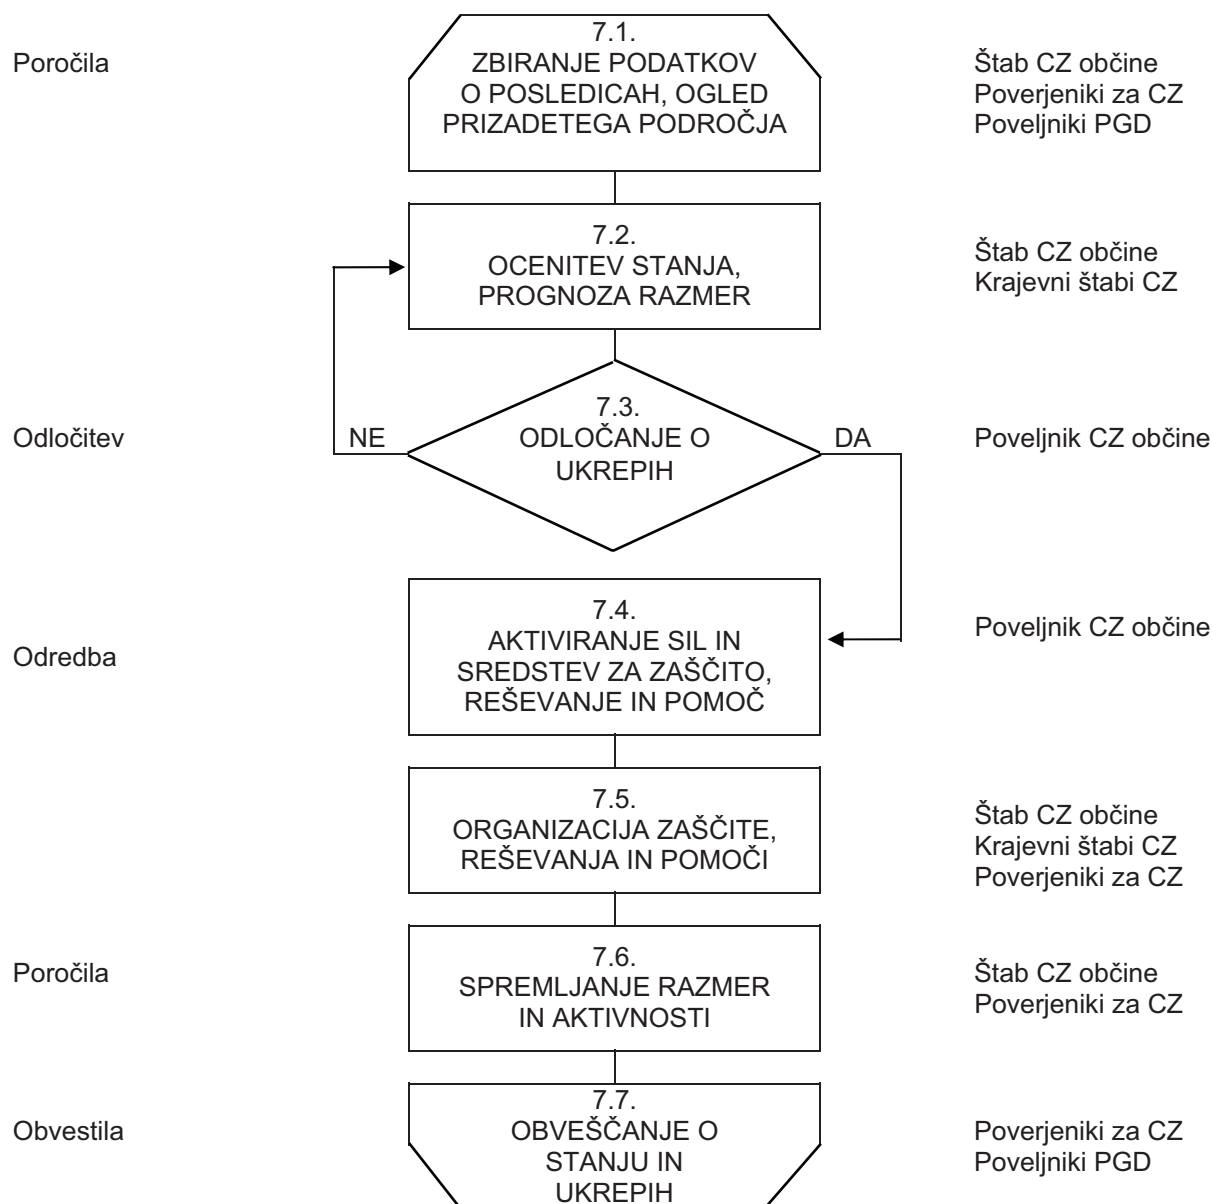 7.1.
Poročila
ZBIRANJE PODATKOV
O POSLEDICAH, OGLED
PRIZADETEGA PODROČJA
Štab CZ občine
Poverjeniki za CZ
Poveljniki PGD
7.2.
OCENITEV STANJA,
PROGNOZA RAZMER
Štab CZ občine
Krajevni štabi CZ
Odločitev
NE
7.3.
ODLOČANJE O
UKREPIH
DA
Poveljnik CZ občine
Odredba
7.4.
AKTIVIRANJE SIL IN
SREDSTEV ZA ZAŠČITO,
REŠEVANJE IN POMOČ
Poveljnik CZ občine
7.5.
ORGANIZACIJA ZAŠČITE,
REŠEVANJA IN POMOČI
Štab CZ občine
Krajevni štabi CZ
Poverjeniki za CZ
Poročila
7.6.
SPREMLJANJE RAZMER
IN AKTIVNOSTI
Štab CZ občine
Poverjeniki za CZ
Obvestila
7.7.
OBVEŠČANJE O
STANJU IN
UKREPIH
Poverjeniki za CZ
Poveljniki PGD